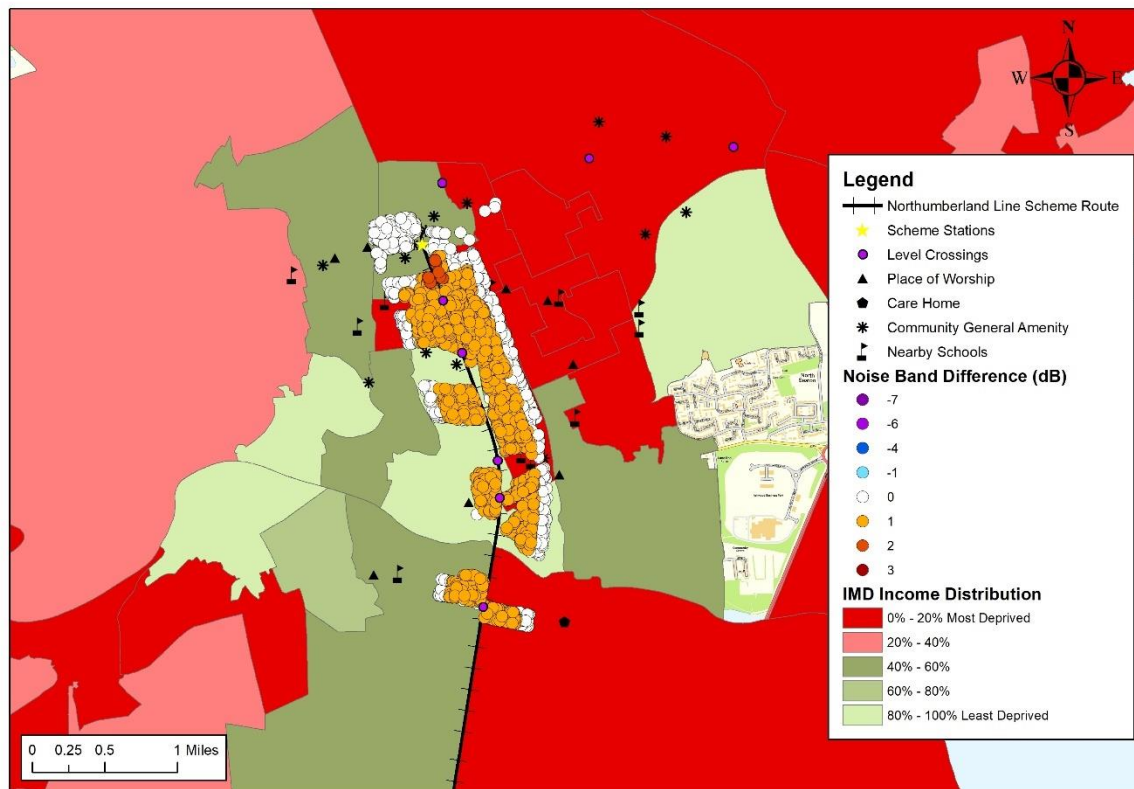 N
W E
S
Legend
Northumberland Line Scheme Route
Scheme Stations
Level Crossings
Place of Worship
Care Home
Community General Amenity
Nearby Schools
Noise Band Difference (dB)
-7
-6
-4
-1
0
1
2
3
IMD Income Distribution
0% - 20% Most Deprived
20% - 40%
40% - 60%
60% - 80%
80% - 100% Least Deprived
North
Seaton
0 0.25 0.5 1 Miles